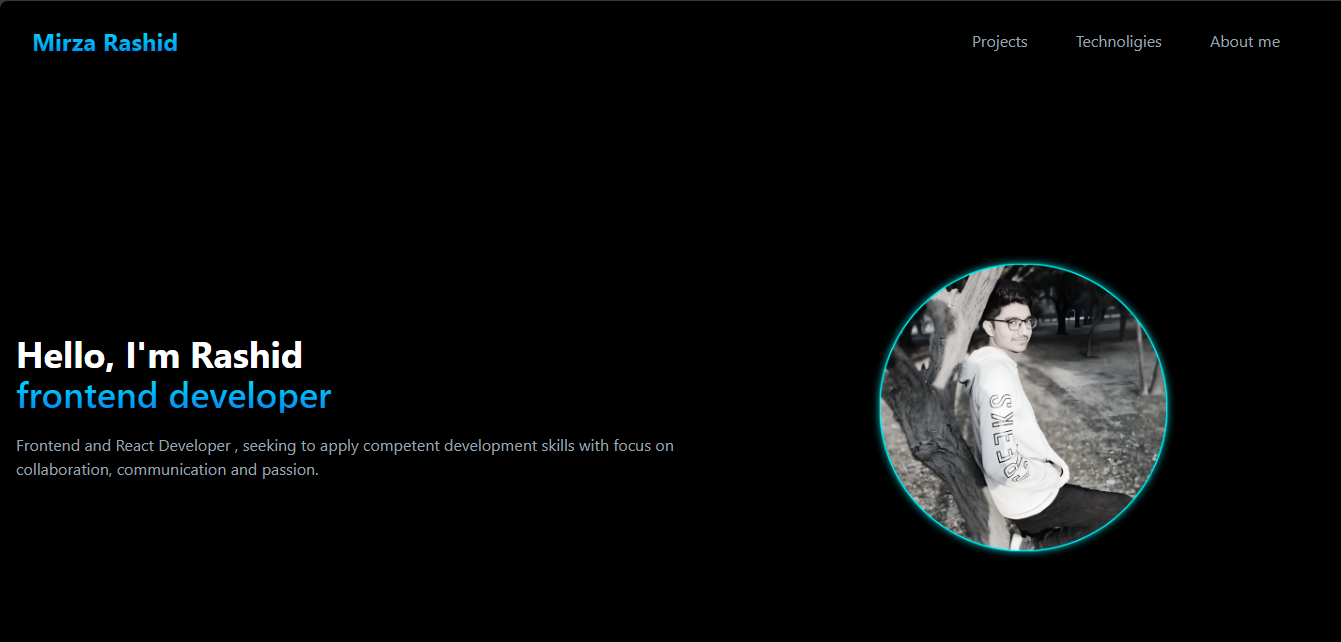 Mirza Rashid
Projects Technoligies About me
Hello, I'm Rashid
frontend developer
Frontend and React Developer , seeking to apply competent development skills with focus on
collaboration, communication and passion.